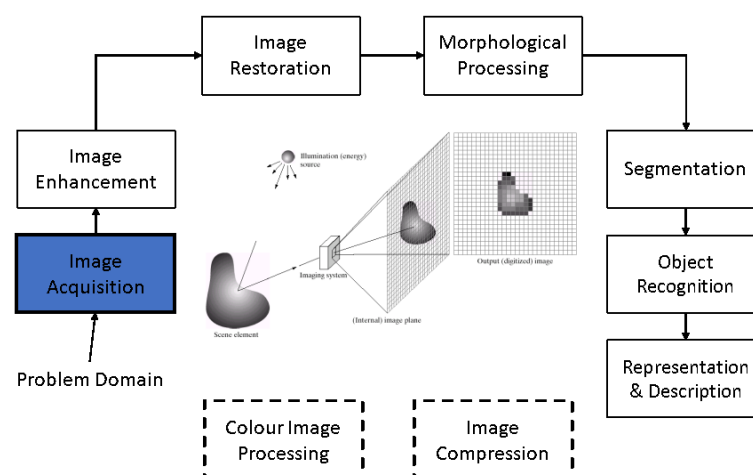 Image
Restoration
Morphological
Processing
Image
Enhancement
Illumination (energy)
source
Segmentation
Output (digitized) image
Imaging system
Image
Acquisition
Object
Recognition
(Internal) image plane
Scene element
Problem Domain
Representation
& Description
Colour Image
Processing
Image
Compression